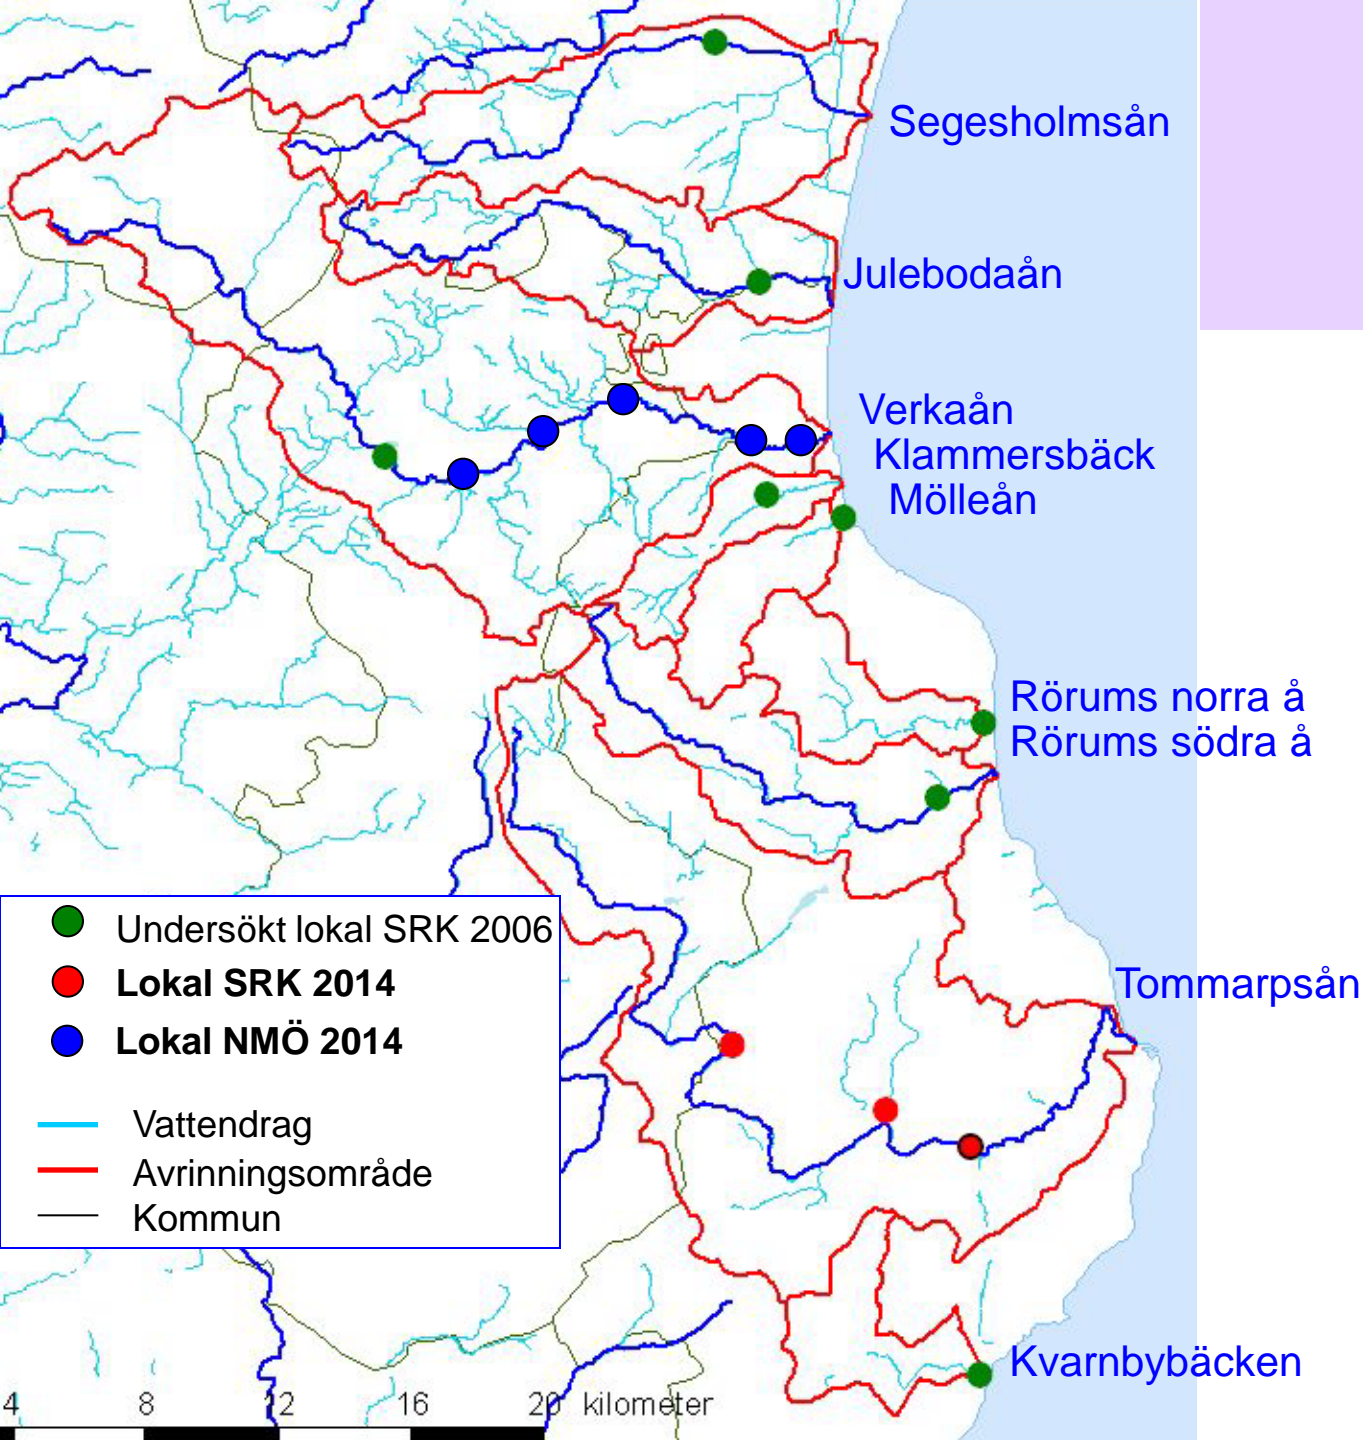 Segesholmsån
Julebodaån
Verkaån
Klammersbäck
Mölleån
Rörums norra å
Rörums södra å
Undersökt lokal SRK 2006
Lokal SRK 2014
Lokal NMÖ 2014
Vattendrag
Avrinningsområde
Kommun
Tommarpsån
Kvarnbybäcken
4 8 12 16 20 kilometer